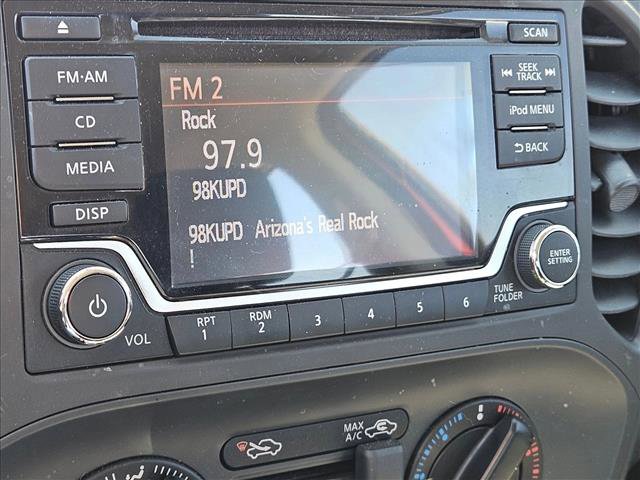 SCAN
FM·AM
CD
MEDIA
DISP
FM 2
Rock
97.9
98KUPD
98KUPD Arizona's Real Rock
!
SEEK
TRACK
iPod MENU
BACK
ENTER
SETTING
TUNE
FOLDER
VOL
RPT
1
RDM
2
3
4
5
6
MAX
A/C